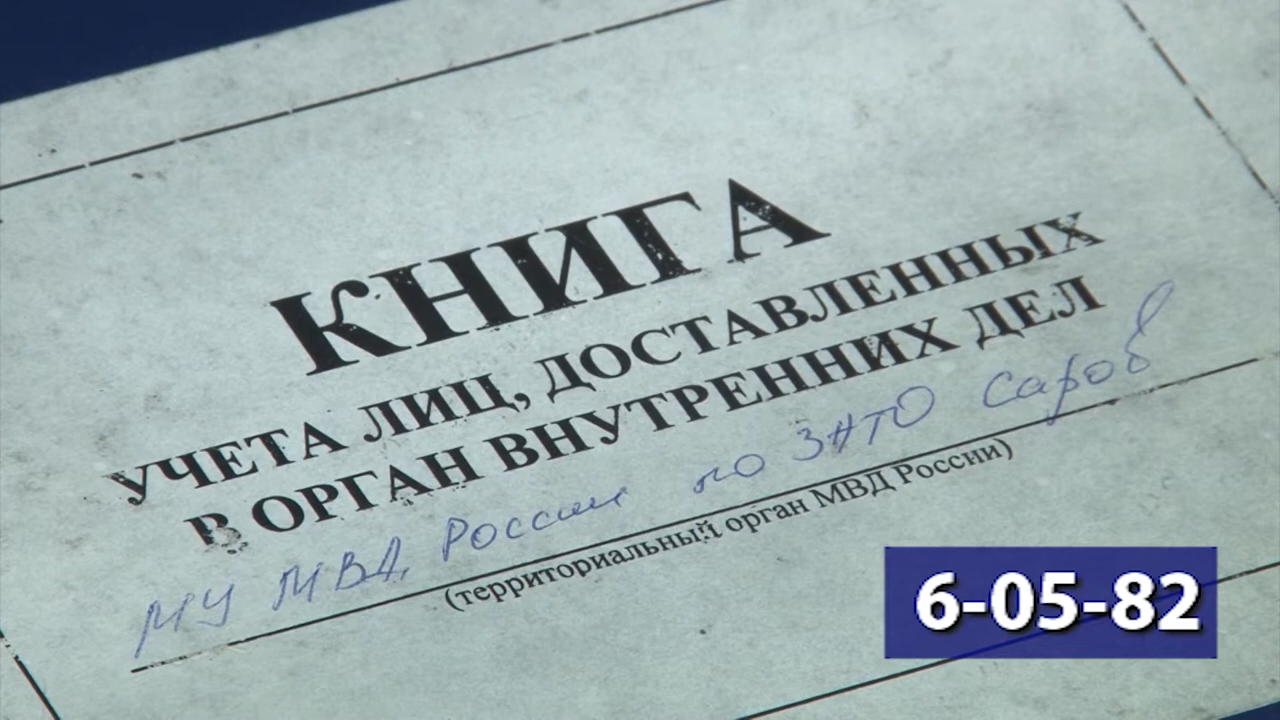 КНИГА
УЧЕТА ЛИЦ, ДОСТАВЛЕННЫХ
В ОРГАН ВНУТРЕННИХ ДЕЛ
МУ МВД России по ЗАТО Саров
(территориальный орган МВД России)
6-05-82